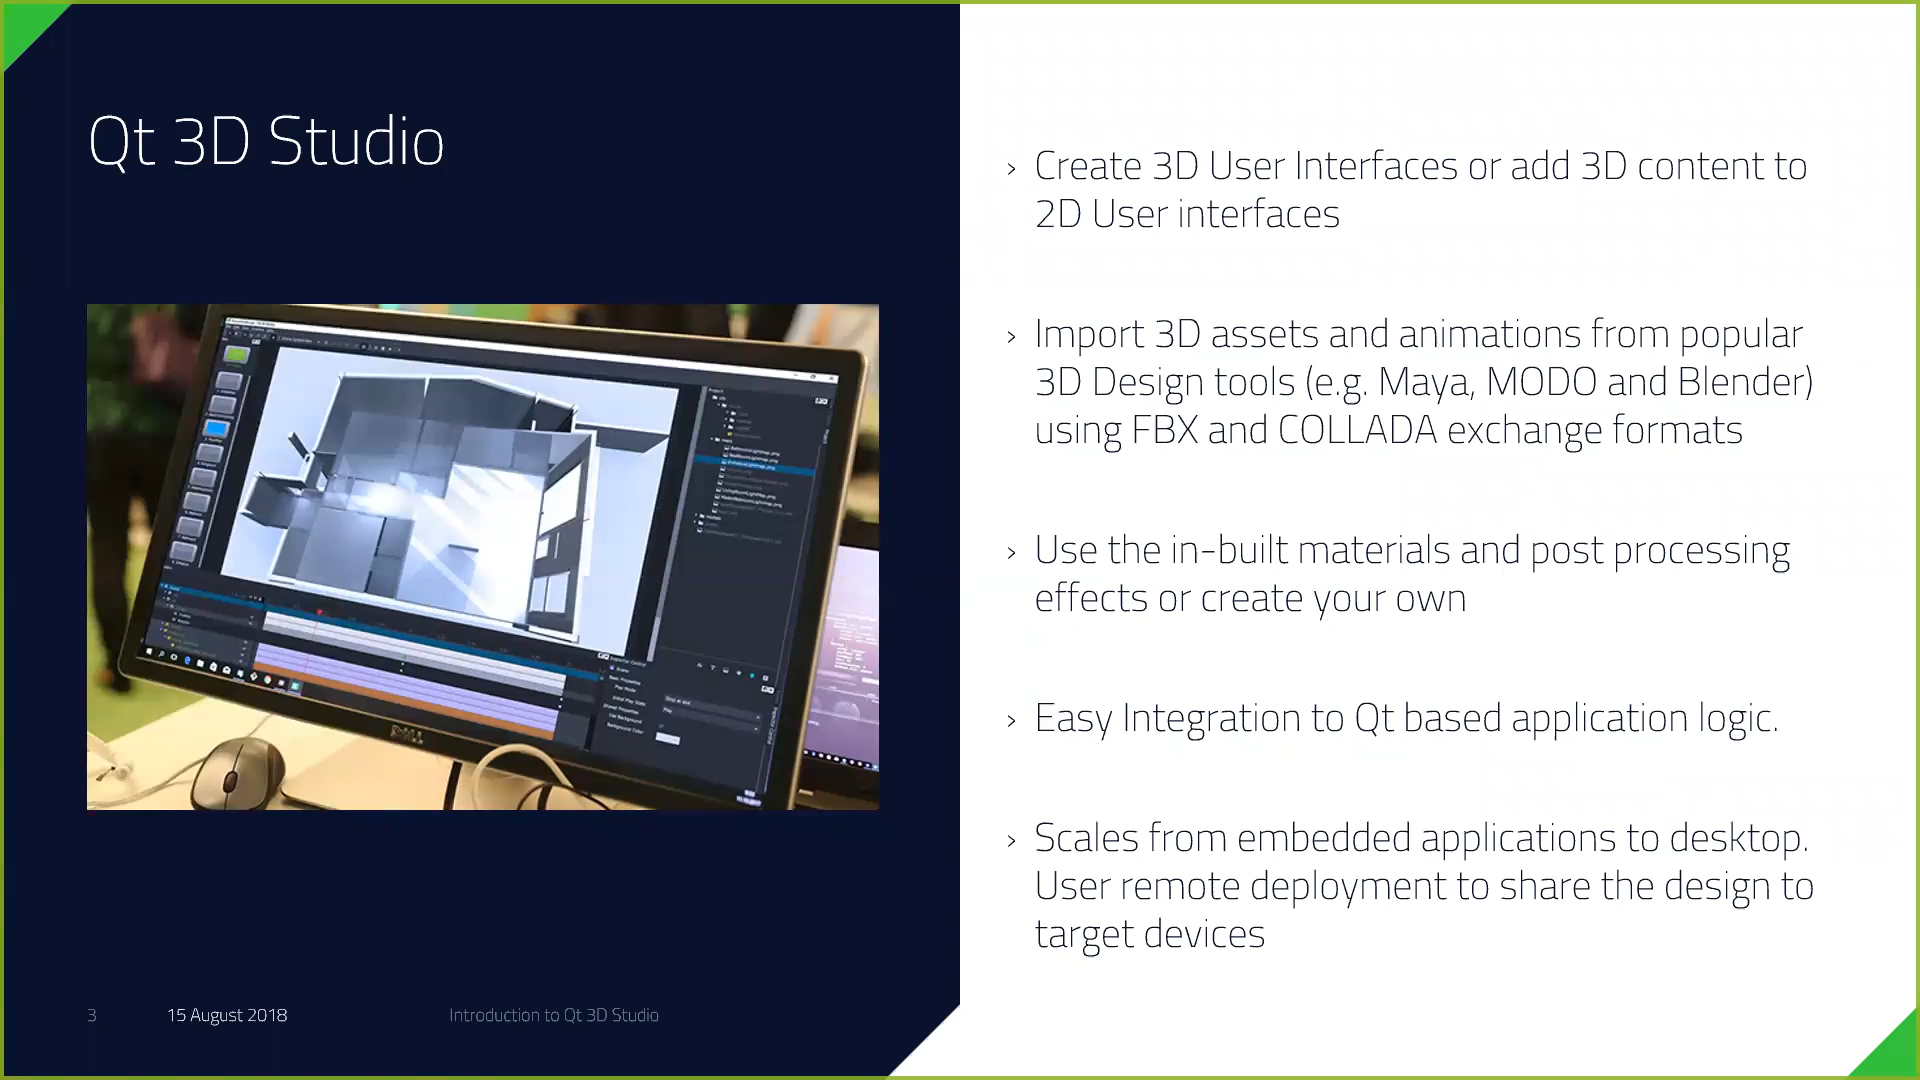 Qt 3D Studio
› Create 3D User Interfaces or add 3D content to
2D User interfaces
› Import 3D assets and animations from popular
3D Design tools (e.g. Maya, MODO and Blender)
using FBX and COLLADA exchange formats
› Use the in-built materials and post processing
effects or create your own
› Easy Integration to Qt based application logic.
› Scales from embedded applications to desktop.
User remote deployment to share the design to
target devices
DELL
3
15 August 2018
Introduction to Qt 3D Studio